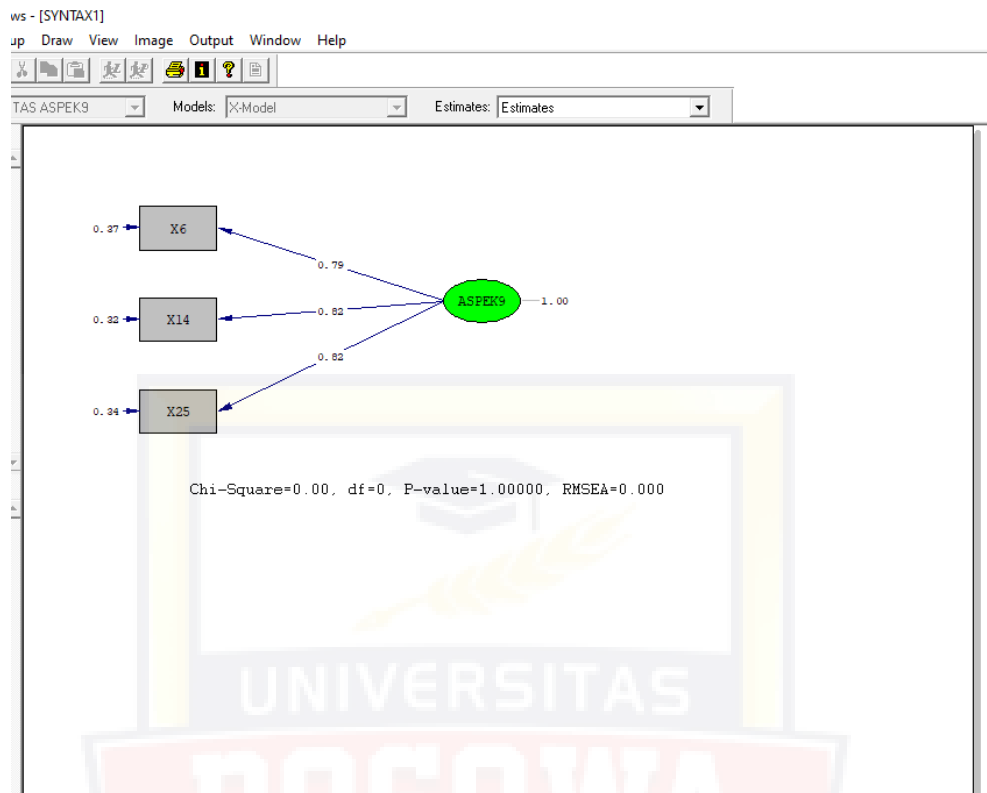 ws - [SYNTAX1]
up Draw View Image Output Window Help
TAS ASPEK9 Models: X-Model Estimates: Estimates
0.37 X6
0.79
ASPEK9 1.00
0.32 X14 0.82
0.82
0.34 X25
Chi-Square=0.00, df=0, P-value=1.00000, RMSEA=0.000
UNIVERSITAS